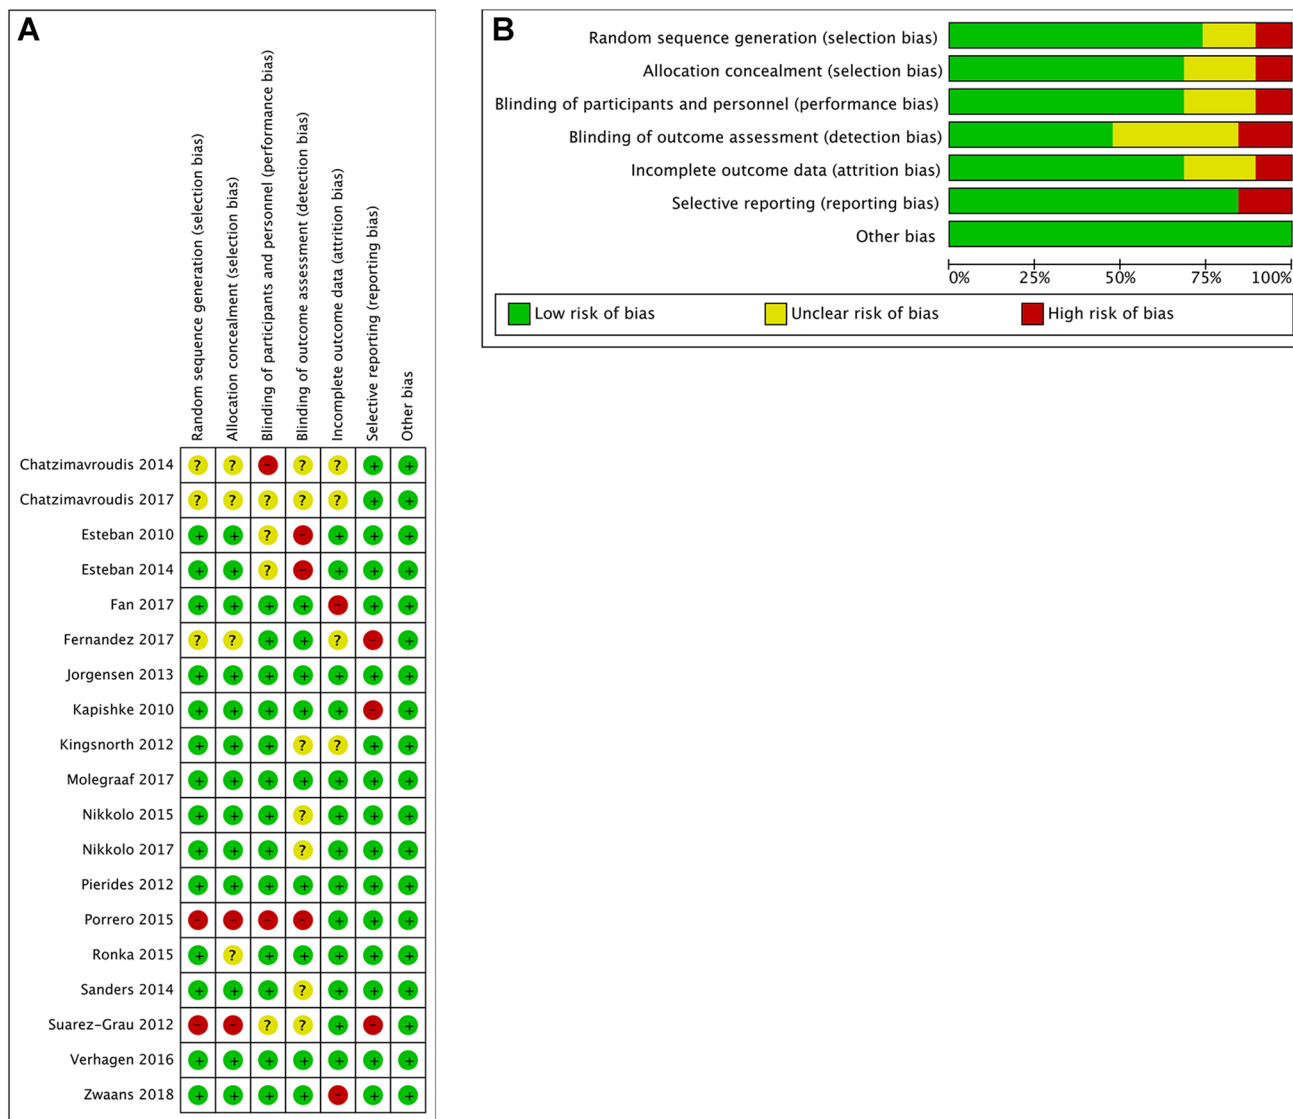 A
Random sequence generation (selection bias)
Allocation concealment (selection bias)
Blinding of participants and personnel (performance bias)
Blinding of outcome assessment (detection bias)
Incomplete outcome data (attrition bias)
Selective reporting (reporting bias)
Other bias
Chatzimavroudis 2014 ? ? - ? ? + +
Chatzimavroudis 2017 ? ? ? ? ? + +
Esteban 2010 + + ? - + + +
Esteban 2014 + + ? - + + +
Fan 2017 + + + + - + +
Fernandez 2017 ? ? + + ? - +
Jorgensen 2013 + + + + + + +
Kapishke 2010 + + + + + - +
Kingsnorth 2012 + + + ? ? + +
Molegraaf 2017 + + + + + + +
Nikkolo 2015 + + + ? + + +
Nikkolo 2017 + + + ? + + +
Pierides 2012 + + + + + + +
Porrero 2015 - - - - + + +
Ronka 2015 + ? + + + + +
Sanders 2014 + + + ? + + +
Suarez-Grau 2012 - - ? ? + - +
Verhagen 2016 + + + + + + +
Zwaans 2018 + + + + - + +
B
Random sequence generation (selection bias)
Allocation concealment (selection bias)
Blinding of participants and personnel (performance bias)
Blinding of outcome assessment (detection bias)
Incomplete outcome data (attrition bias)
Selective reporting (reporting bias)
Other bias
0% 25% 50% 75% 100%
Low risk of bias Unclear risk of bias High risk of bias